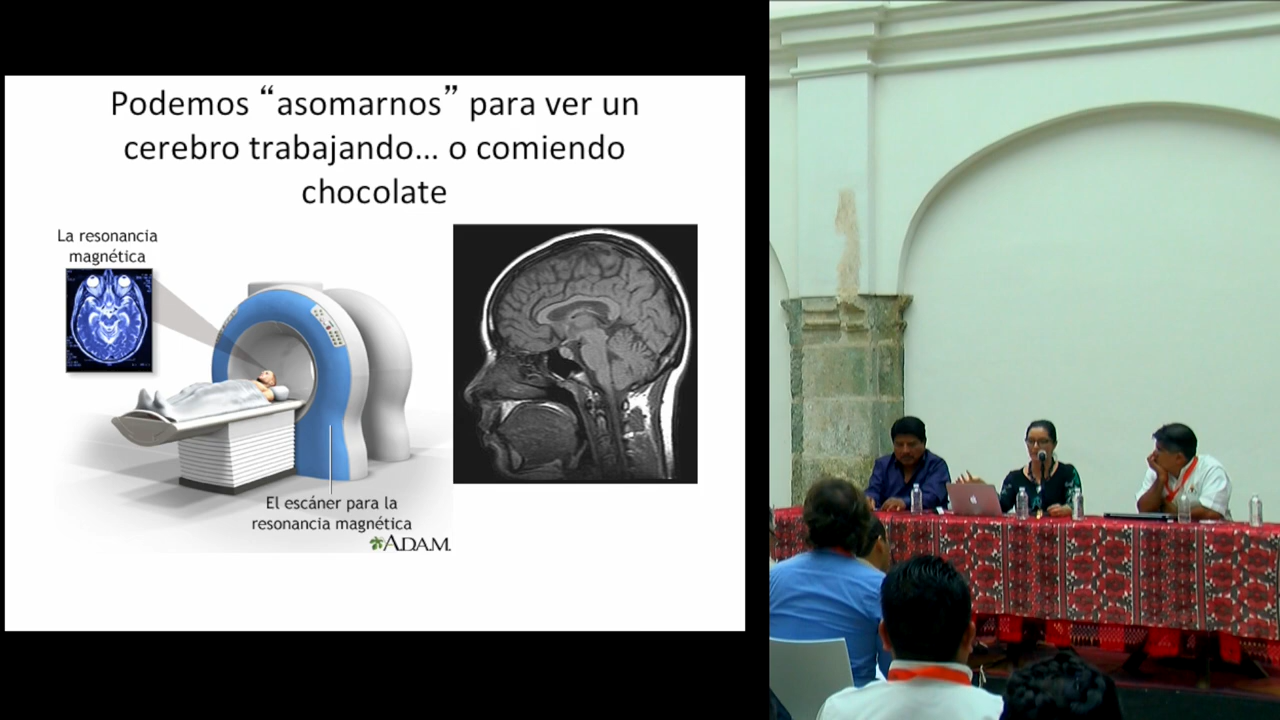 Podemos “asomarnos” para ver un
cerebro trabajando... o comiendo
chocolate
La resonancia
magnética
El escáner para la
resonancia magnética
A.D.A.M.